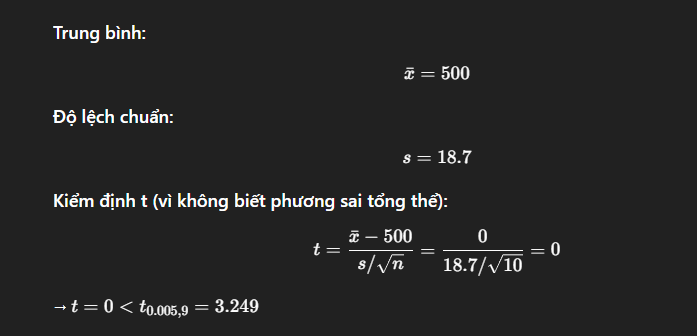 Trung bình:
x̄ = 500
Độ lệch chuẩn:
s = 18.7
Kiểm định t (vì không biết phương sai tổng thể):
t = (x̄ − 500)/(s/√n) = 0/(18.7/√10) = 0
→ t = 0 < t₀.₀₀₅,₉ = 3.249